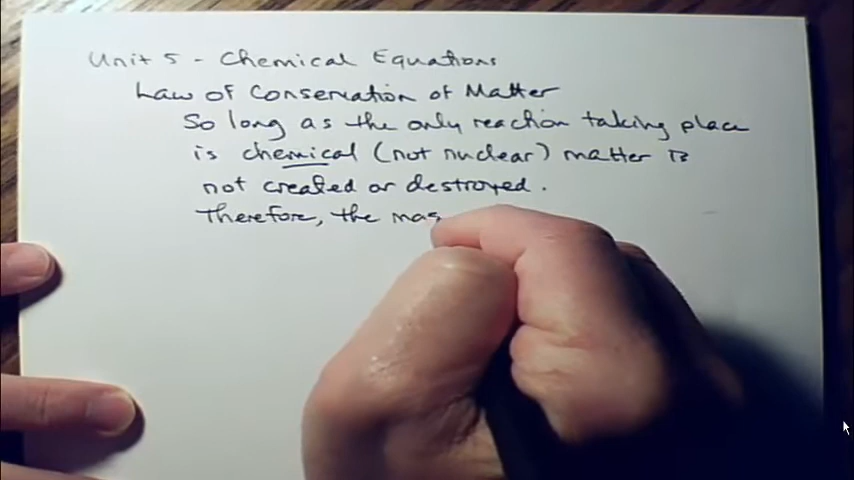 Unit 5 - Chemical Equations
Law of Conservation of Matter
So long as the only reaction taking place
is chemical (not nuclear) matter is
not created or destroyed.
Therefore, the mas